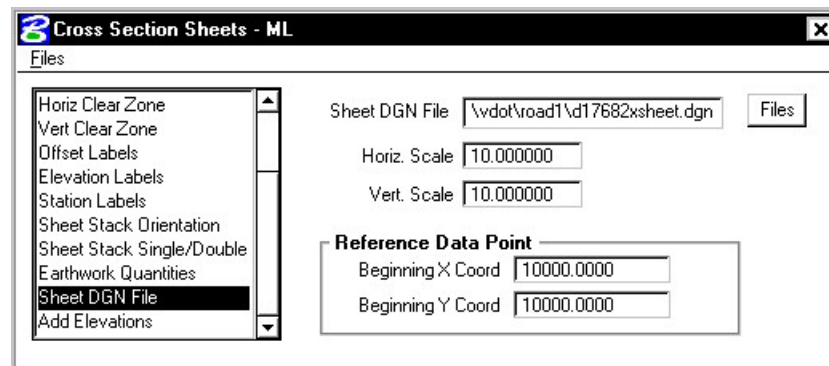 Cross Section Sheets - ML
Files
Horiz Clear Zone
Vert Clear Zone
Offset Labels
Elevation Labels
Station Labels
Sheet Stack Orientation
Sheet Stack Single/Double
Earthwork Quantities
Sheet DGN File
Add Elevations
Sheet DGN File \vdot\road1\d17682xsheet.dgn Files
Horiz. Scale 10.000000
Vert. Scale 10.000000
Reference Data Point
Beginning X Coord 10000.0000
Beginning Y Coord 10000.0000